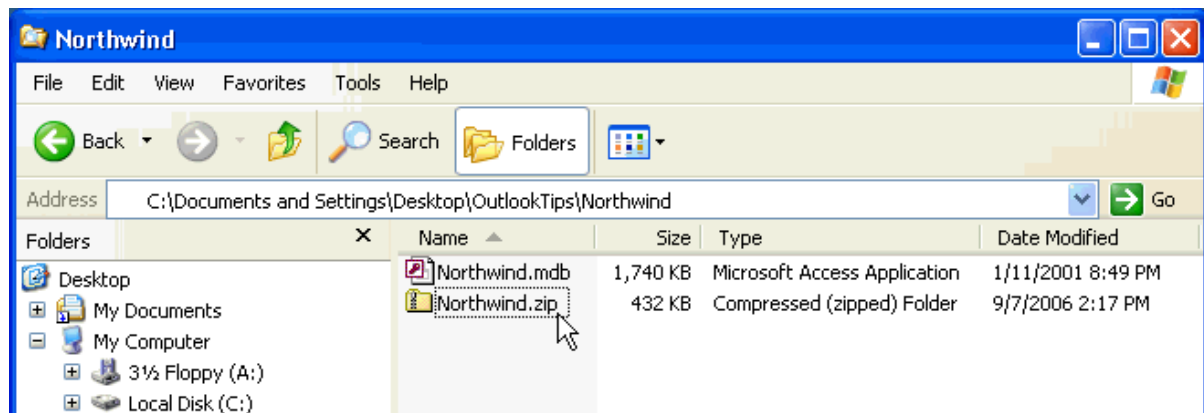 Northwind
File Edit View Favorites Tools Help
Back Search Folders
Address C:\Documents and Settings\Desktop\OutlookTips\Northwind Go
Folders X Name Size Type Date Modified
Desktop
My Documents
My Computer
3½ Floppy (A:)
Local Disk (C:)
Northwind.mdb 1,740 KB Microsoft Access Application 1/11/2001 8:49 PM
Northwind.zip 432 KB Compressed (zipped) Folder 9/7/2006 2:17 PM